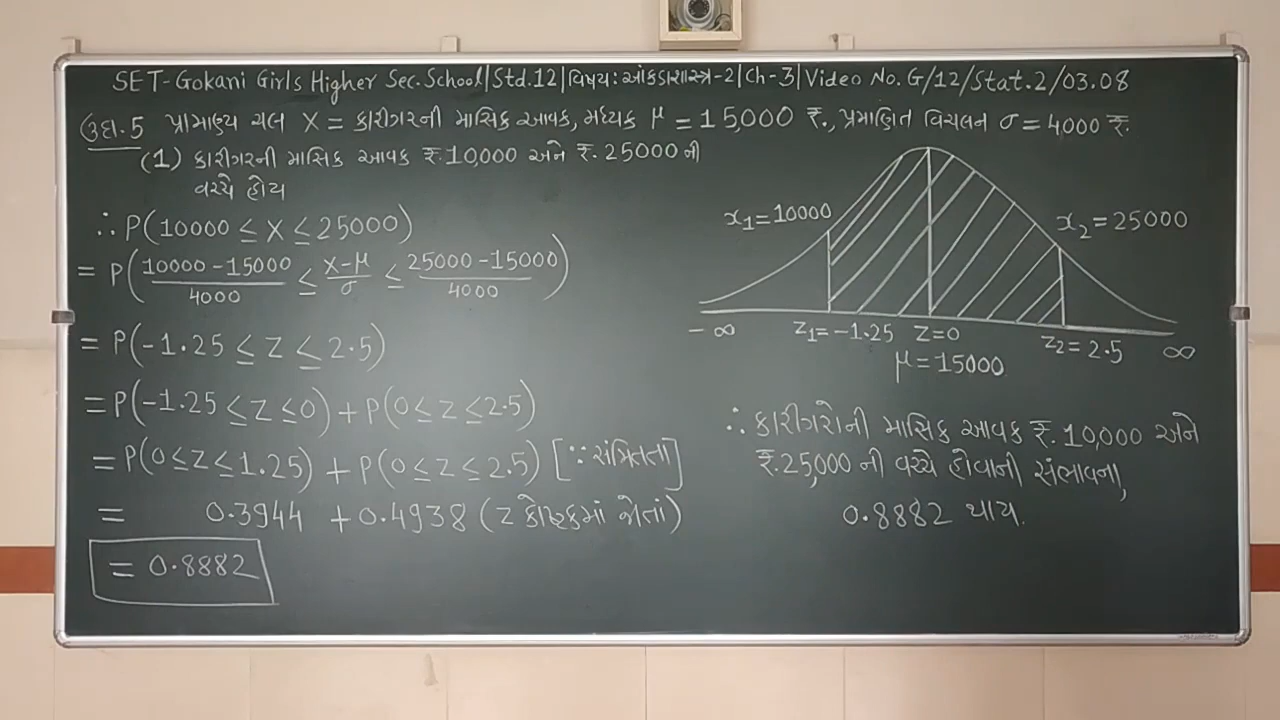 SET-Gokani Girls Higher Sec. School|Std.12|વિષય: આંકડાશાસ્ત્ર-2|Ch-3|Video No. G/12/Stat.2/03.08
ઉદા.5 પ્રામાણ્ય ચલ X = કારીગરની માસિક આવક, મધ્યક μ = 15,000 રૂ., પ્રમાણિત વિચલન σ = 4000 રૂ.
(1) કારીગરની માસિક આવક રૂ.10,000 અને રૂ. 25000 ની
વચ્ચે હોય
∴ P(10000 ≤ X ≤ 25000)
= P((10000-15000)/4000 ≤ (X-μ)/σ ≤ (25000-15000)/4000)
= P(-1.25 ≤ Z ≤ 2.5)
= P(-1.25 ≤ Z ≤ 0) + P(0 ≤ Z ≤ 2.5)
= P(0 ≤ Z ≤ 1.25) + P(0 ≤ Z ≤ 2.5) [∵ સંમિતતા]
= 0.3944 + 0.4938 (Z કોષ્ટકમાં જોતાં)
= 0.8882
x₁=10000
x₂=25000
-∞ Z₁=-1.25 Z=0 Z₂=2.5 ∞
μ=15000
∴ કારીગરોની માસિક આવક રૂ. 10,000 અને
રૂ.25,000 ની વચ્ચે હોવાની સંભાવના,
0.8882 થાય.